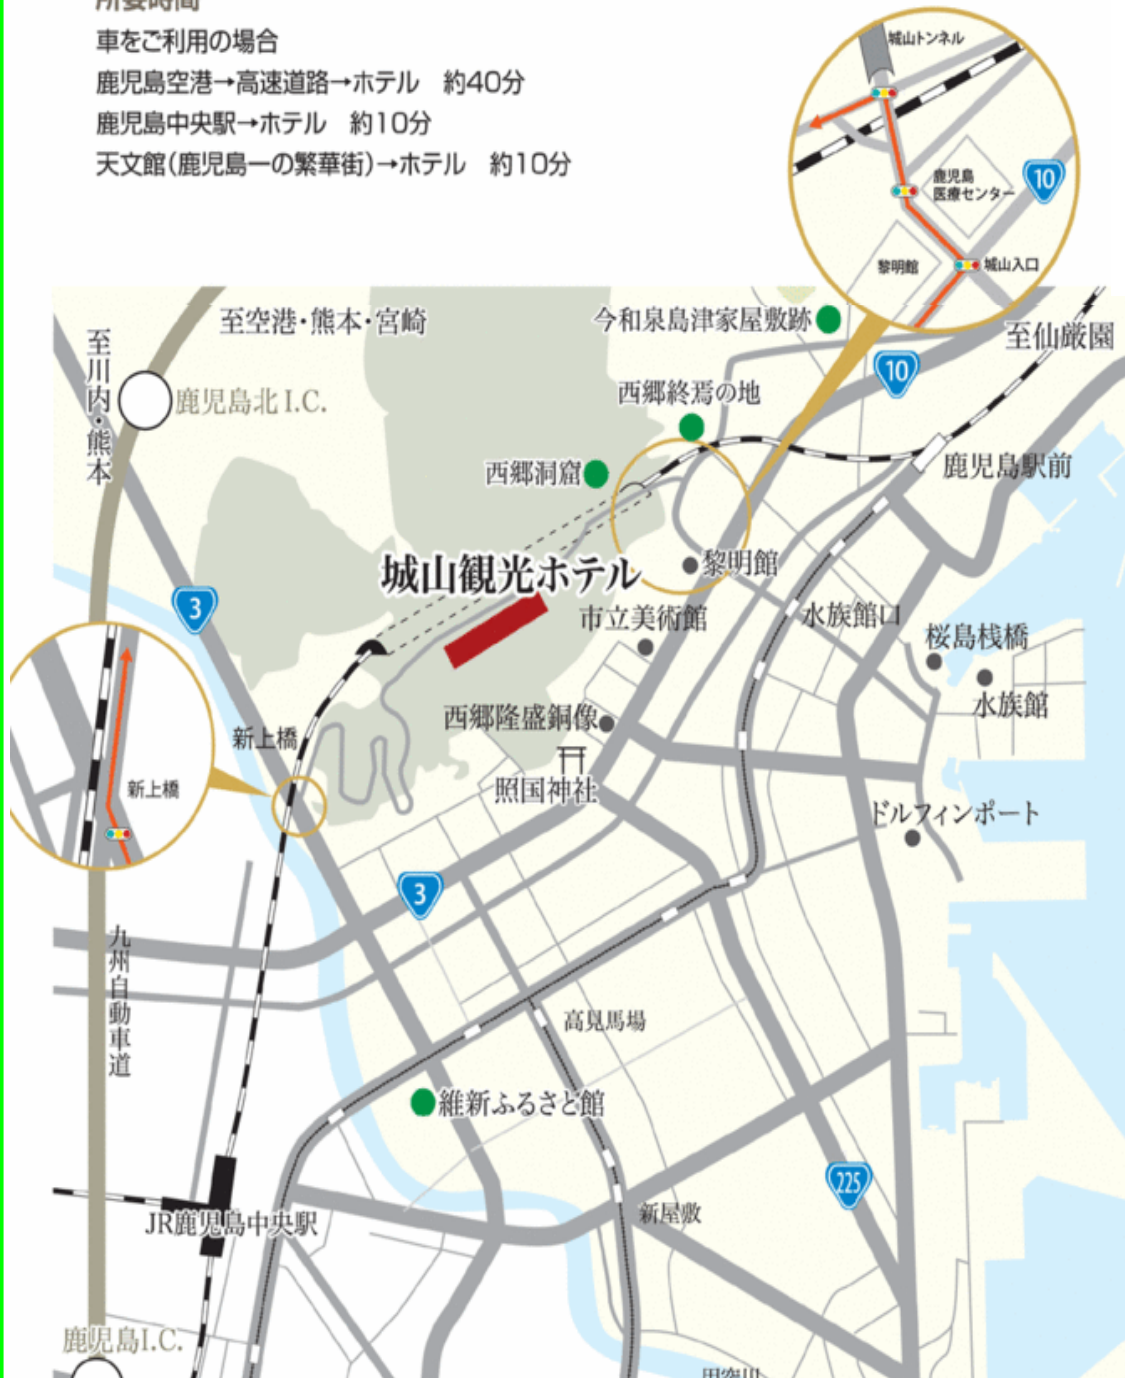 所要時間
車をご利用の場合
鹿児島空港→高速道路→ホテル 約40分
鹿児島中央駅→ホテル 約10分
天文館(鹿児島一の繁華街)→ホテル 約10分
城山トンネル
鹿児島
医療センター
10
黎明館
城山入口
至川内・熊本
至空港・熊本・宮崎
今和泉島津家屋敷跡
至仙厳園
10
鹿児島北I.C.
西郷終焉の地
西郷洞窟
鹿児島駅前
城山観光ホテル
黎明館
3
市立美術館
水族館口
桜島桟橋
水族館
西郷隆盛銅像
新上橋
新上橋
照国神社
ドルフィンポート
3
九州自動車道
高見馬場
維新ふるさと館
225
新屋敷
JR鹿児島中央駅
鹿児島I.C.